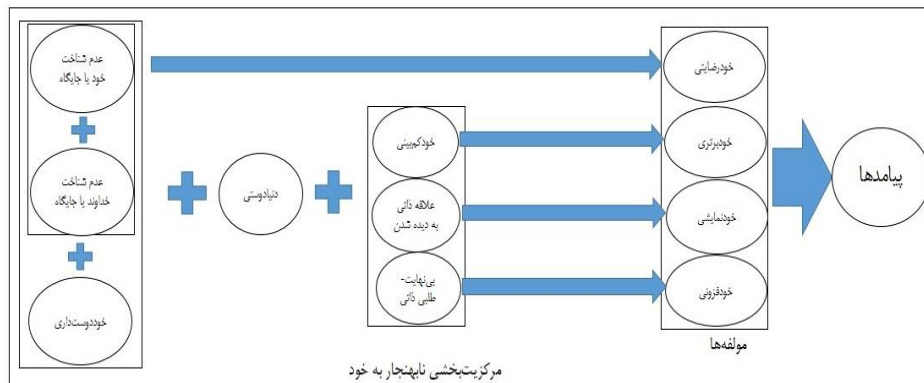 عدم شناخت
خود یا جایگاه
عدم شناخت
خداوند یا جایگاه
خوددوست‌داری
دنیادوستی
خودکم‌بینی
علاقه ذاتی
به دیده شدن
بی‌نهایت-
طلبی ذاتی
خودرضایتی
خودبرتری
خودنمایشی
خودفزونی
مولفه‌ها
پیامدها
مرکزیت‌بخشی نابهنجار به خود